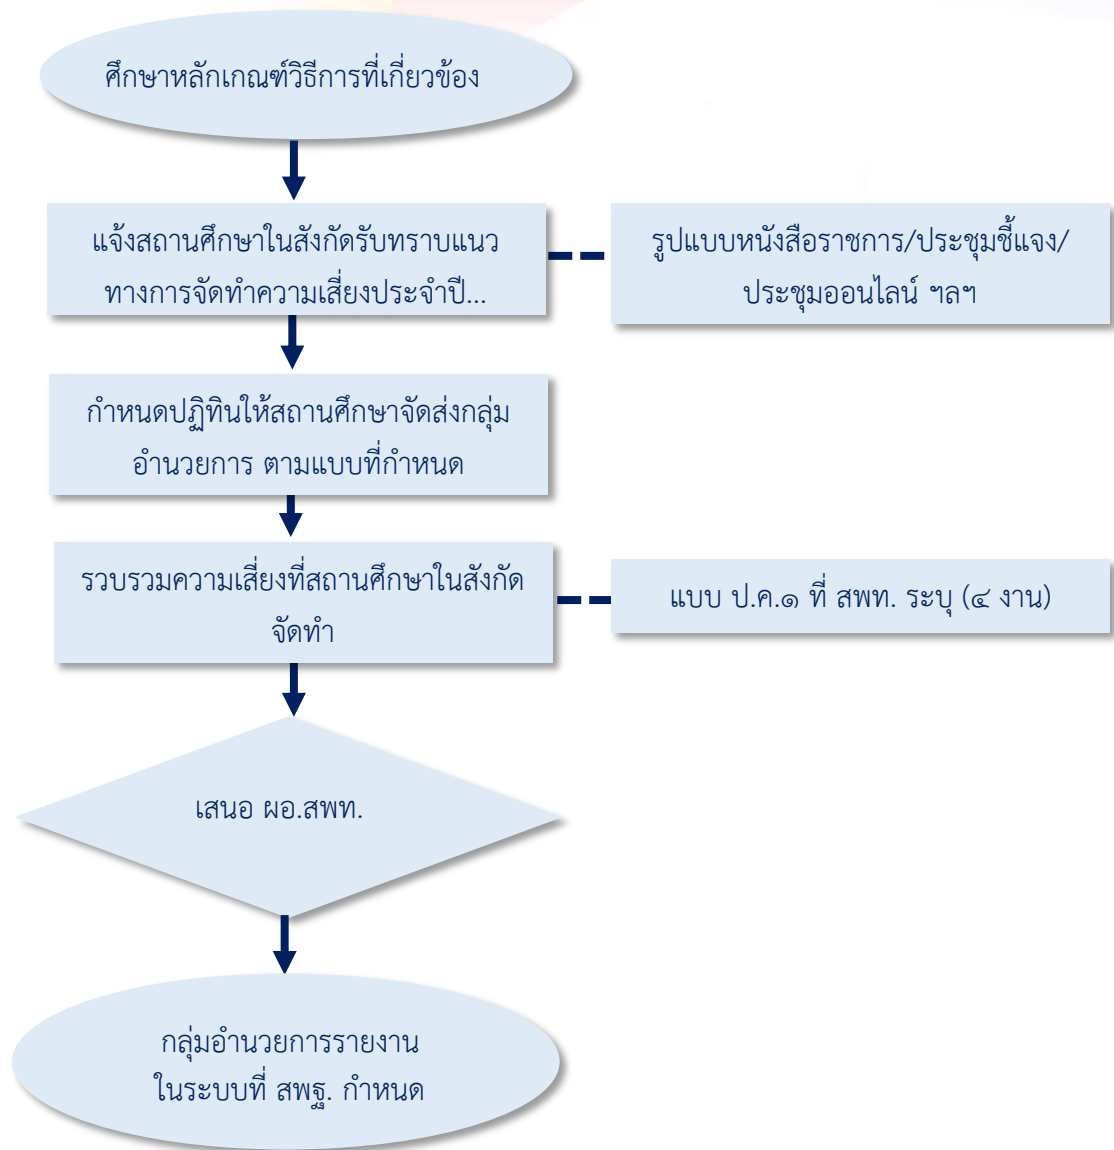 ศึกษาหลักเกณฑ์วิธีการที่เกี่ยวข้อง
แจ้งสถานศึกษาในสังกัดรับทราบแนว
ทางการจัดทำความเสี่ยงประจำปี...
รูปแบบหนังสือราชการ/ประชุมชี้แจง/
ประชุมออนไลน์ ฯลฯ
กำหนดปฏิทินให้สถานศึกษาจัดส่งกลุ่ม
อำนวยการ ตามแบบที่กำหนด
รวบรวมความเสี่ยงที่สถานศึกษาในสังกัด
จัดทำ
แบบ ป.ค.๑ ที่ สพท. ระบุ (๔ งาน)
เสนอ ผอ.สพท.
กลุ่มอำนวยการรายงาน
ในระบบที่ สพฐ. กำหนด